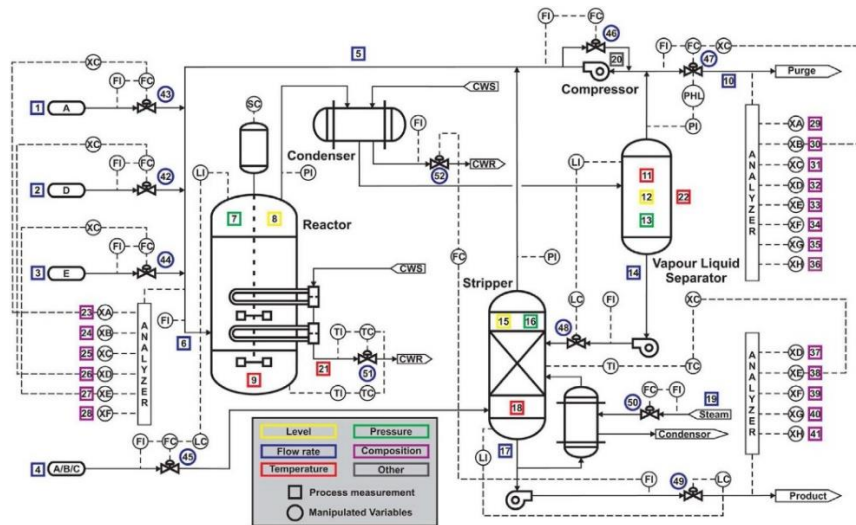 FI FC 46
5
XC
FI FC 43
1 A
SC
FI
CWS
20
Compressor
FI FC XC
47
10 Purge
PHL
PI
Condenser
52
CWR
XC
FI FC 42
2 D
LI
PI
7 8
Reactor
LI
11
12
13
22
XA 29
XB 30
XC 31
XD 32
XE 33
XF 34
XG 35
XH 36
ANALYZER
XC
FI FC 44
3 E
FC
PI
14
Vapour Liquid
Separator
Stripper
CWS
23 XA
24 XB
25 XC
26 XD
27 XE
28 XF
ANALYZER
FI
6
LC FI
48
15 16
XC
TI TC
CWR
21
51
9
TI TC
TI TC
XD 37
XE 38
XF 39
XG 40
XH 41
ANALYZER
18
FC FI 19
50
Steam
Condensor
FI FC LC
4 A/B/C
45
Level Pressure
Flow rate Composition
Temperature Other
Process measurement
Manipulated Variables
17
LI
FI
49
LC
Product